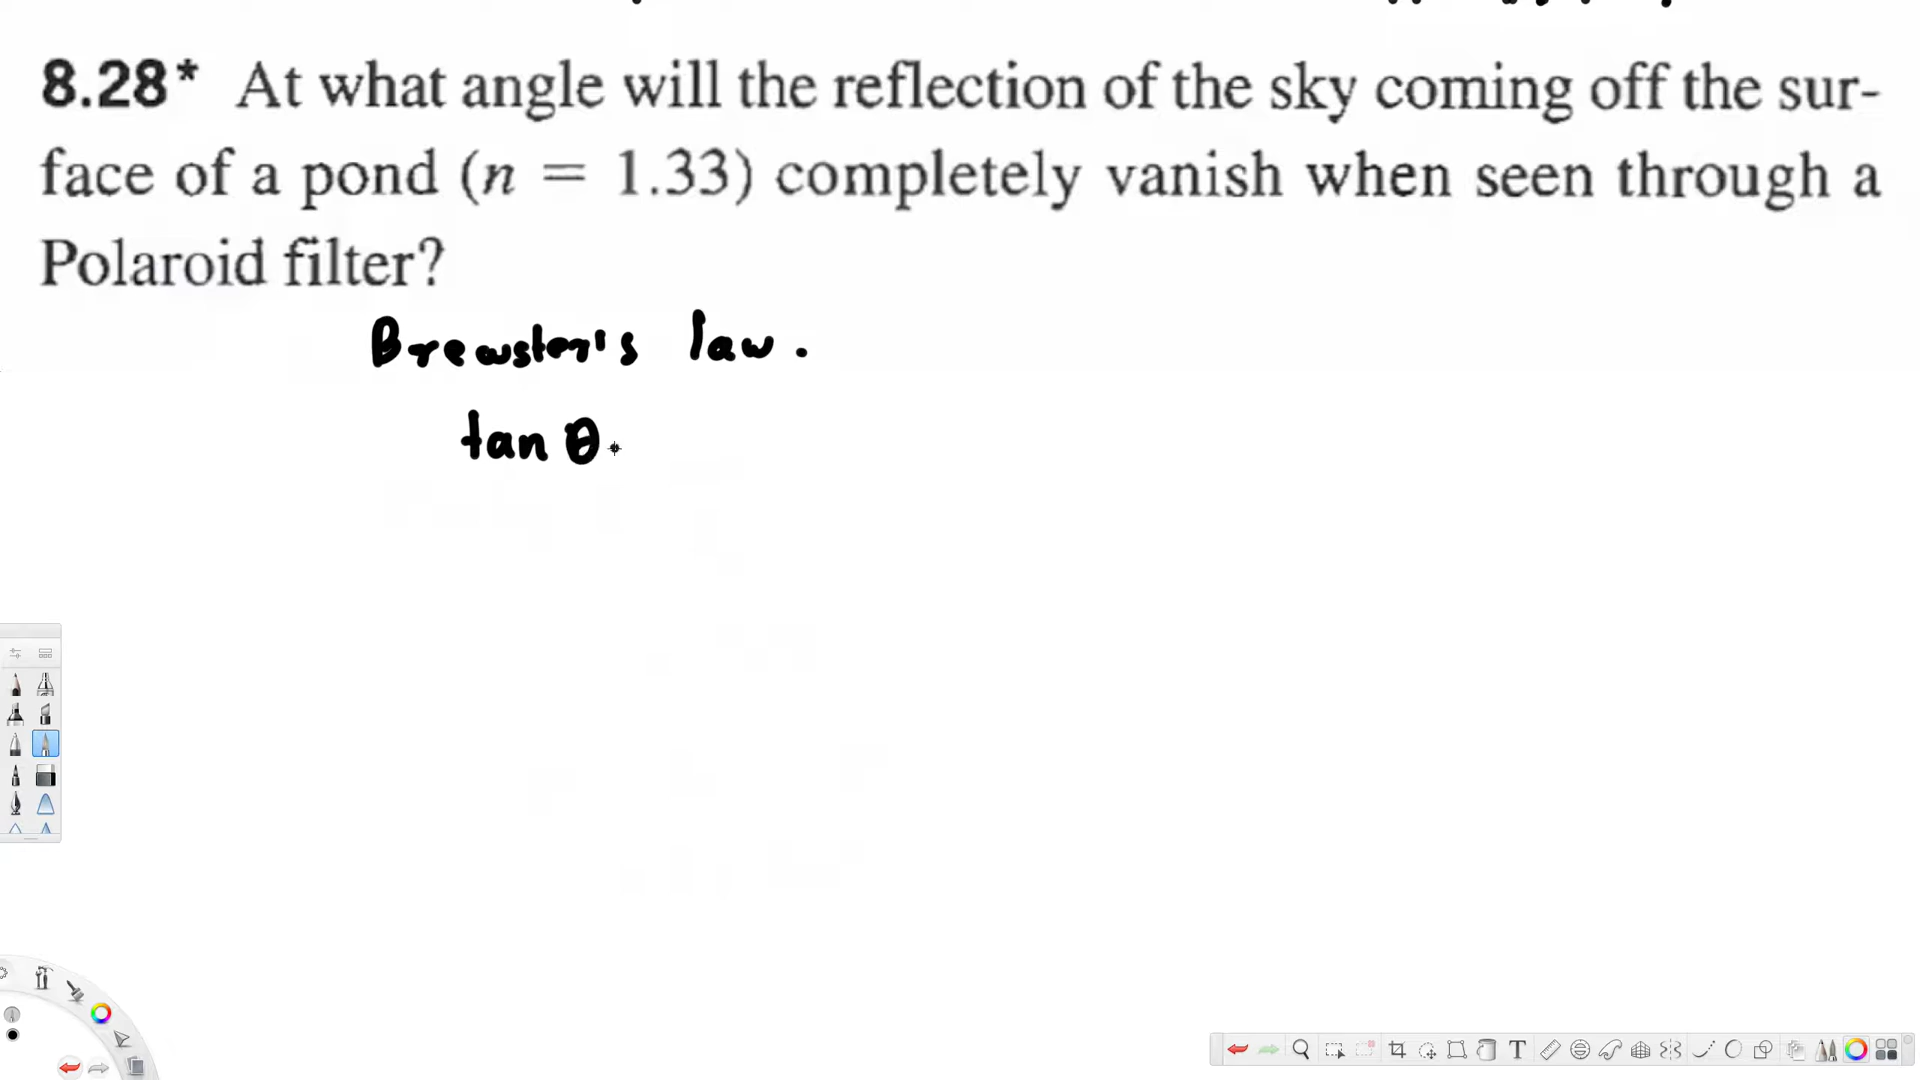 8.28* At what angle will the reflection of the sky coming off the sur-
face of a pond (n = 1.33) completely vanish when seen through a
Polaroid filter?
Brewster's law.
tan θ